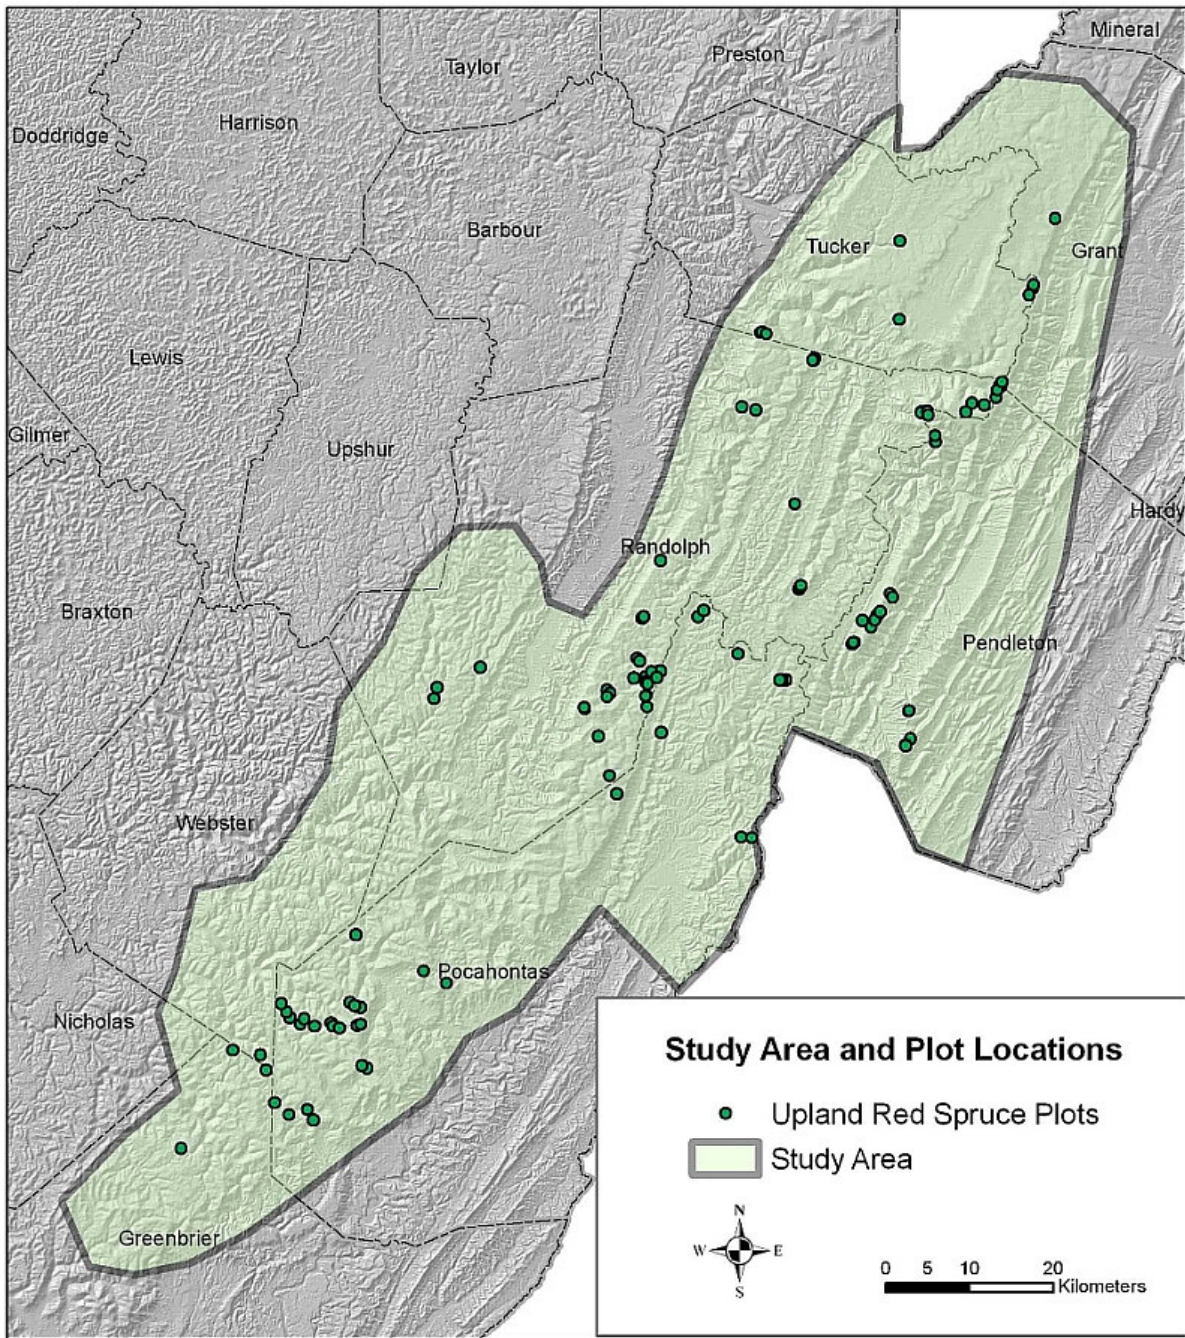 Mineral
Preston
Taylor
Harrison
Doddridge
Barbour
Tucker
Grant
Lewis
Gilmer
Upshur
Hardy
Randolph
Braxton
Pendleton
Webster
Pocahontas
Nicholas
Greenbrier
Study Area and Plot Locations
Upland Red Spruce Plots
Study Area
N
W E
S
0 5 10 20
Kilometers